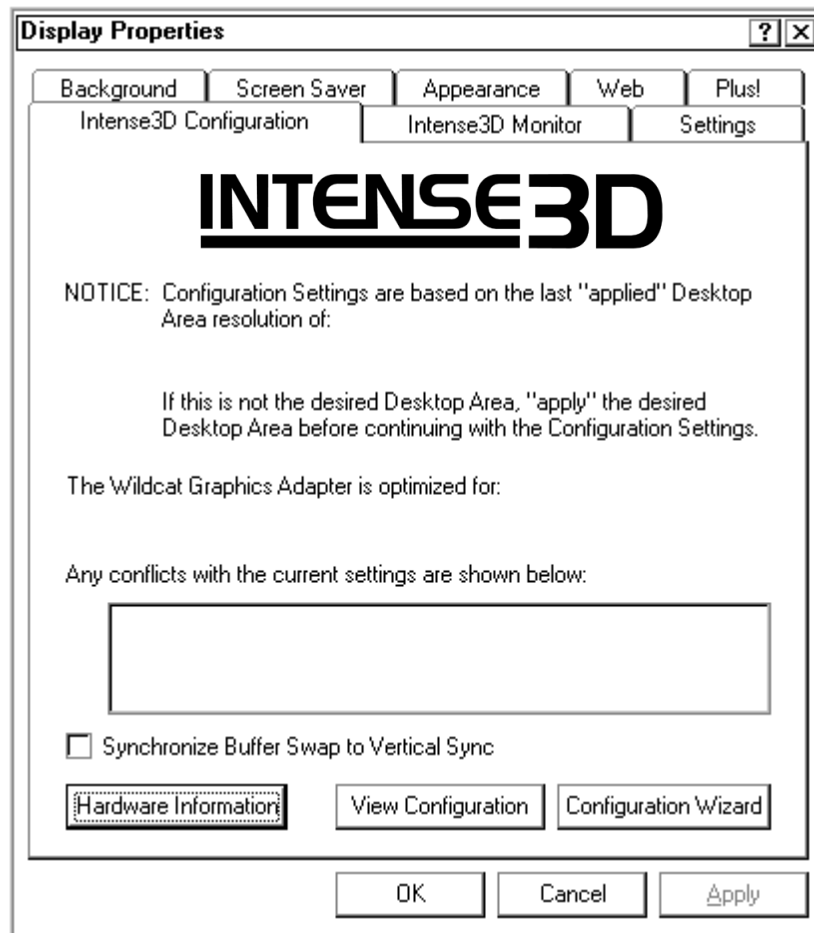 Display Properties
Background Screen Saver Appearance Web Plus!
Intense3D Configuration Intense3D Monitor Settings
INTENSE3D
NOTICE: Configuration Settings are based on the last "applied" Desktop
Area resolution of:
If this is not the desired Desktop Area, "apply" the desired
Desktop Area before continuing with the Configuration Settings.
The Wildcat Graphics Adapter is optimized for:
Any conflicts with the current settings are shown below:
Synchronize Buffer Swap to Vertical Sync
Hardware Information View Configuration Configuration Wizard
OK Cancel Apply